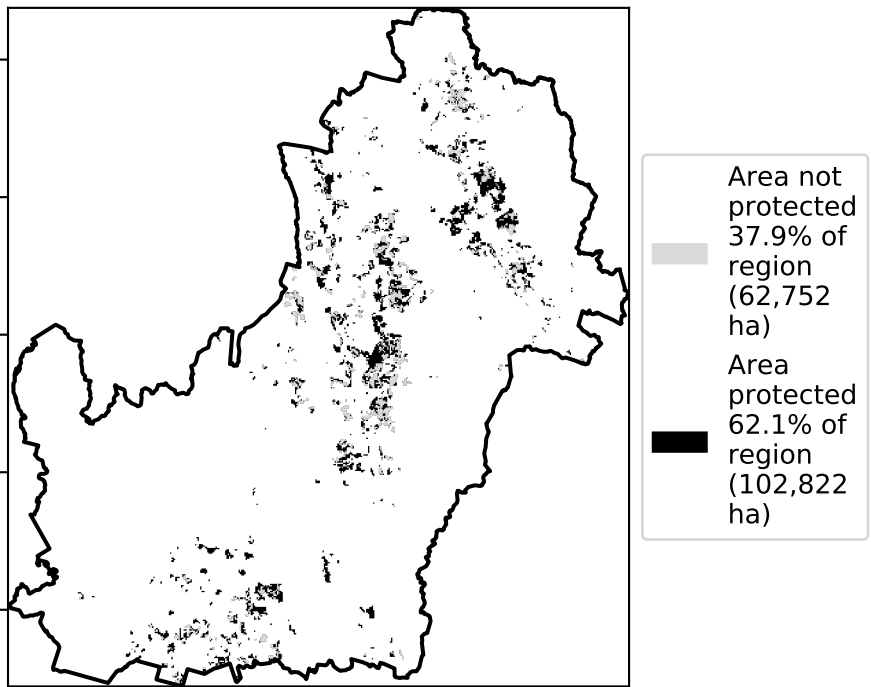 Area not
protected
37.9% of
region
(62,752
ha)
Area
protected
62.1% of
region
(102,822
ha)